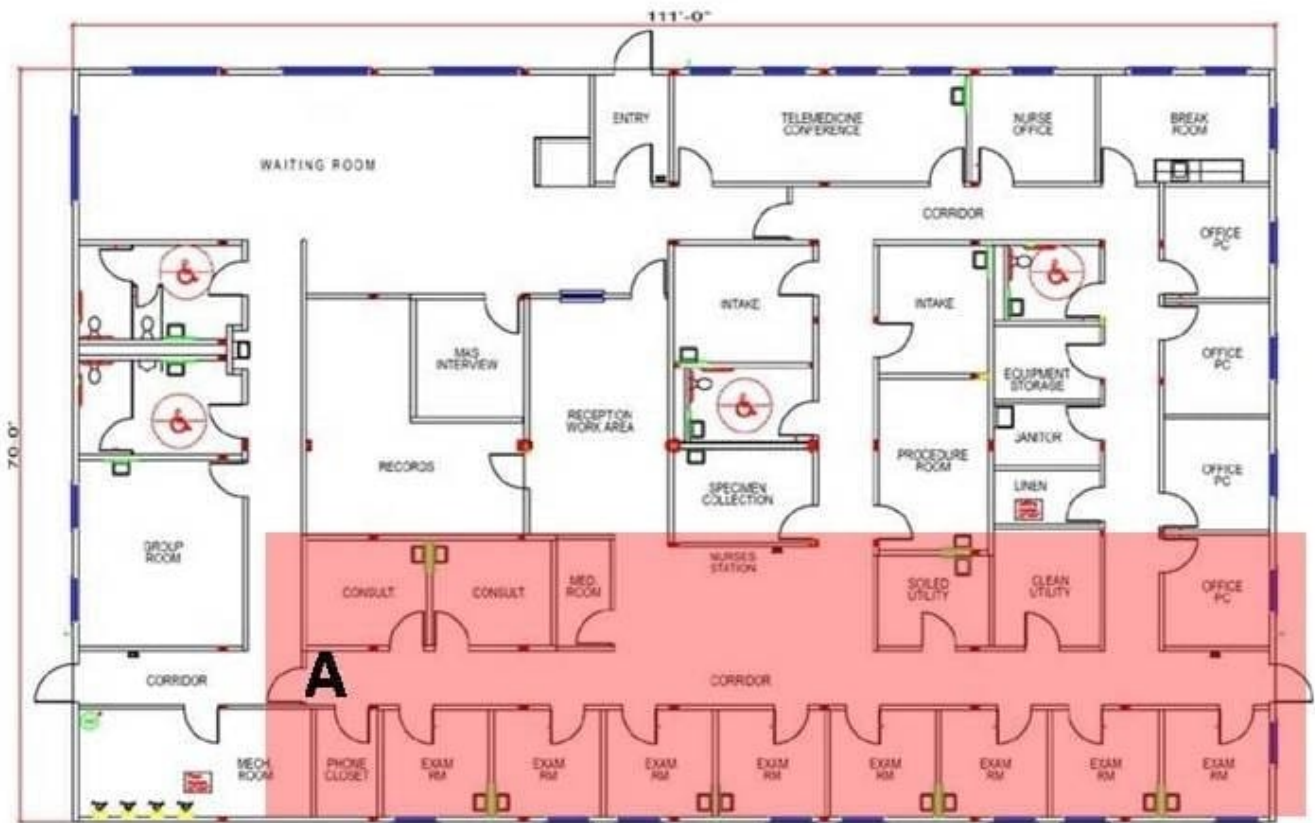 111'-0"
ENTRY
TELEMEDICINE
CONFERENCE
NURSE
OFFICE
BREAK
ROOM
WAITING ROOM
CORRIDOR
OFFICE
PC
INTAKE
INTAKE
MAS
INTERVIEW
EQUIPMENT
STORAGE
OFFICE
PC
70'-0"
RECEPTION
WORK AREA
JANITOR
RECORDS
PROCEDURE
ROOM
OFFICE
PC
SPECIMEN
COLLECTION
LINEN
GROUP
ROOM
NURSES
STATION
CONSULT
CONSULT
MED.
ROOM
SOILED
UTILITY
CLEAN
UTILITY
OFFICE
PC
A
CORRIDOR
CORRIDOR
MECH.
ROOM
PHONE
CLOSET
EXAM
RM
EXAM
RM
EXAM
RM
EXAM
RM
EXAM
RM
EXAM
RM
EXAM
RM
EXAM
RM